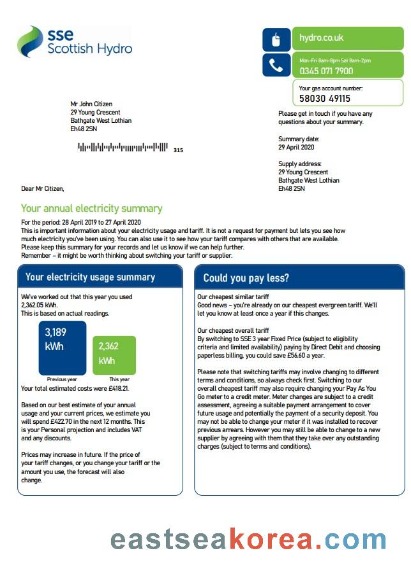 sse
Scottish Hydro
hydro.co.uk
Mon-Fri 8am-8pm Sat 8am-2pm
0345 071 7900
Your gas account number:
58030 49115
Mr John Citizen
29 Young Crescent
Bathgate West Lothian
Eh48 2SN
315
Please get in touch if you have any
questions about your summary.
Summary date:
29 April 2020
Supply address:
29 Young Crescent
Bathgate West Lothian
Eh48 2SN
Dear Mr Citizen,
Your annual electricity summary
For the period: 28 April 2019 to 27 April 2020
This is important information about your electricity usage and tariff. It is not a request for payment but lets you see how
much electricity you've been using. You can also use it to see how your tariff compares with others that are available.
Please keep this summary for your records and let us know if we can help further.
Remember – it might be worth thinking about switching your tariff or supplier.
Your electricity usage summary
We've worked out that this year you used
2,362.05 kWh.
This is based on actual readings.
3,189
kWh
2,362
kWh
Previous year
This year
Your total estimated costs were £418.21.
Based on our best estimate of your annual
usage and your current prices, we estimate you
will spend £422.70 in the next 12 months. This
is your Personal projection and includes VAT
and any discounts.
Prices may increase in future. If the price of
your tariff changes, or you change your tariff or the
amount you use, the forecast will also
change.
Could you pay less?
Our cheapest similar tariff
Good news – you're already on our cheapest evergreen tariff. We'll
let you know at least once a year if this changes.
Our cheapest overall tariff
By switching to SSE 3 year Fixed Price (subject to eligibility
criteria and limited availability) paying by Direct Debit and choosing
paperless billing, you could save £56.60 a year.
Please note that switching tariffs may involve changing to different
terms and conditions, so always check first. Switching to our
overall cheapest tariff may also require changing your Pay As You
Go meter to a credit meter. Meter changes are subject to a credit
assessment, agreeing a suitable payment arrangement to cover
future usage and potentially the payment of a security deposit. You
may not be able to change your meter if it was installed to recover
previous arrears. However you may still be able to change to a new
supplier by agreeing with them that they take over any outstanding
charges (subject to terms and conditions).
eastseakorea.com